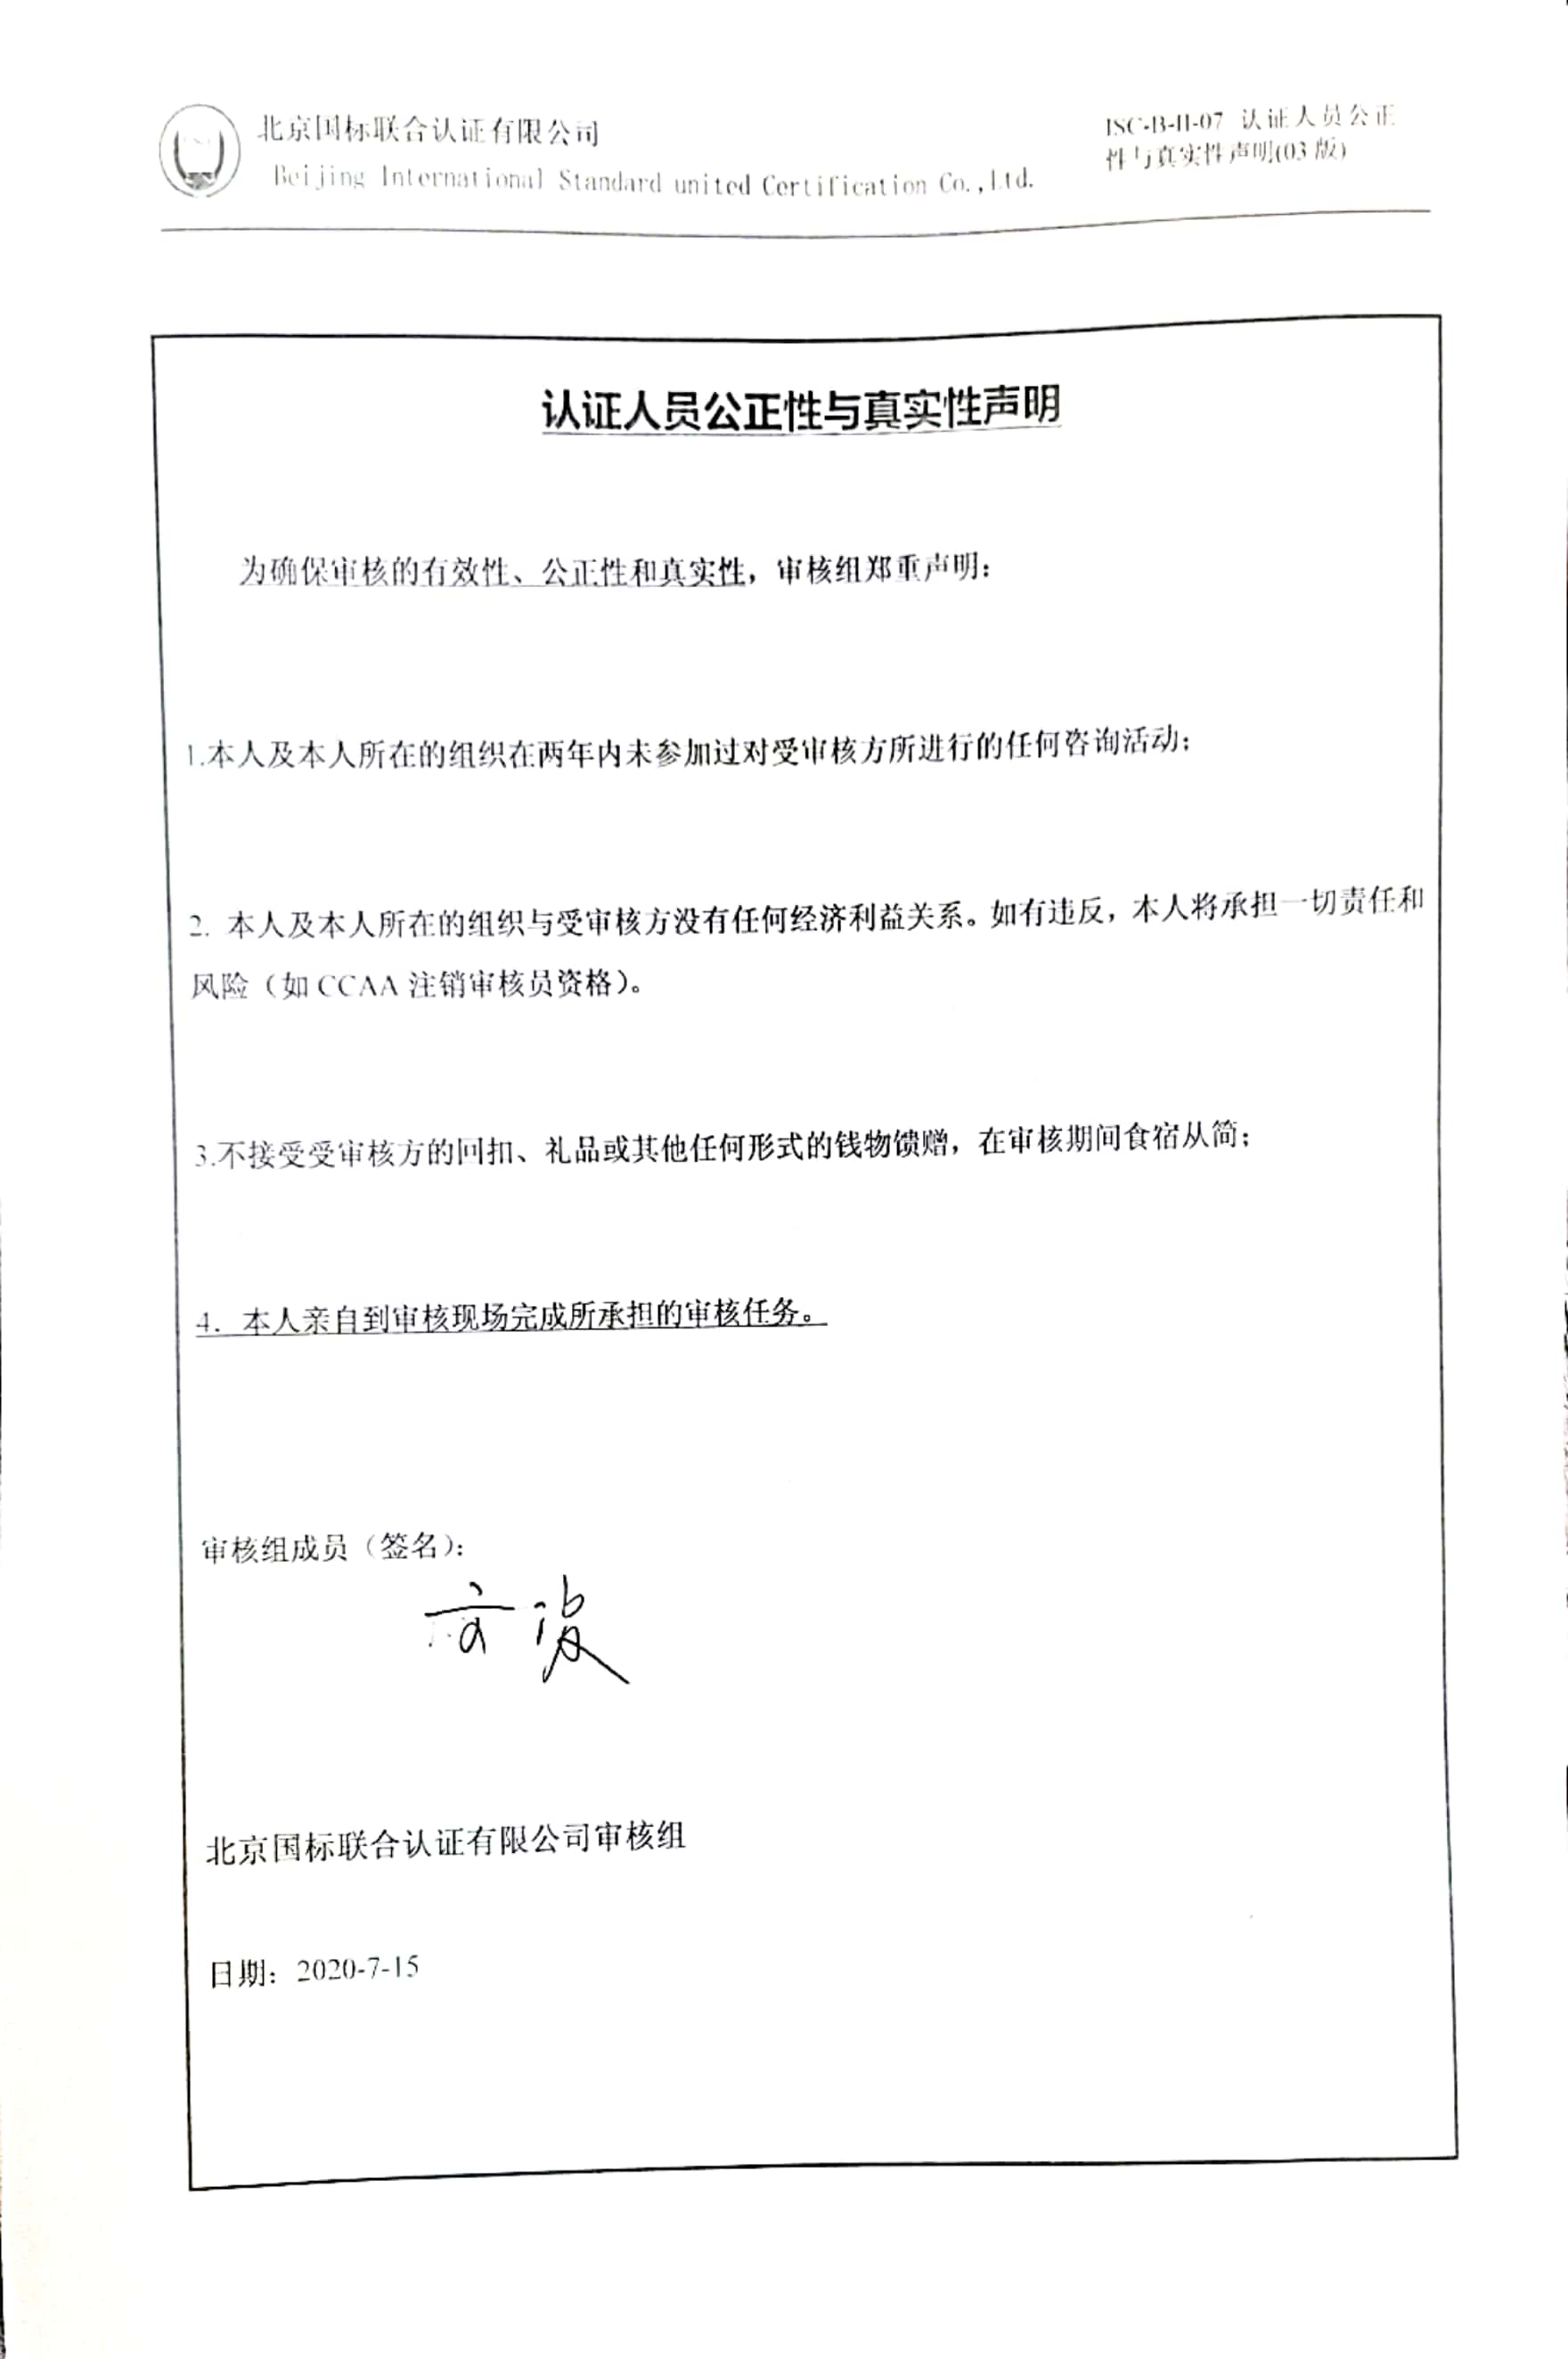 北京国标联合认证有限公司
Beijing International Standard united Certification Co.,Ltd.
ISC-B-II-07 认证人员公正
性与真实性声明(03版)
认证人员公正性与真实性声明
为确保审核的有效性、公正性和真实性，审核组郑重声明：
1.本人及本人所在的组织在两年内未参加过对受审核方所进行的任何咨询活动；
2. 本人及本人所在的组织与受审核方没有任何经济利益关系。如有违反，本人将承担一切责任和
风险（如 CCAA 注销审核员资格）。
3.不接受受审核方的回扣、礼品或其他任何形式的钱物馈赠，在审核期间食宿从简；
4. 本人亲自到审核现场完成所承担的审核任务。
审核组成员（签名）：
北京国标联合认证有限公司审核组
日期：2020-7-15